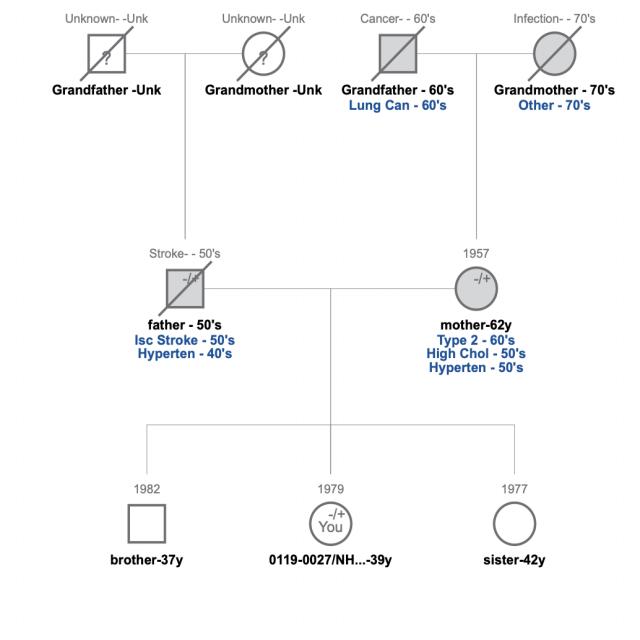 Unknown- -Unk
Unknown- -Unk
Cancer- - 60's
Infection- - 70's
?
?
Grandfather -Unk
Grandmother -Unk
Grandfather - 60's
Lung Can - 60's
Grandmother - 70's
Other - 70's
Stroke- - 50's
1957
-/+
-/+
father - 50's
Isc Stroke - 50's
Hyperten - 40's
mother-62y
Type 2 - 60's
High Chol - 50's
Hyperten - 50's
1982
1979
1977
-/+
You
brother-37y
0119-0027/NH...-39y
sister-42y